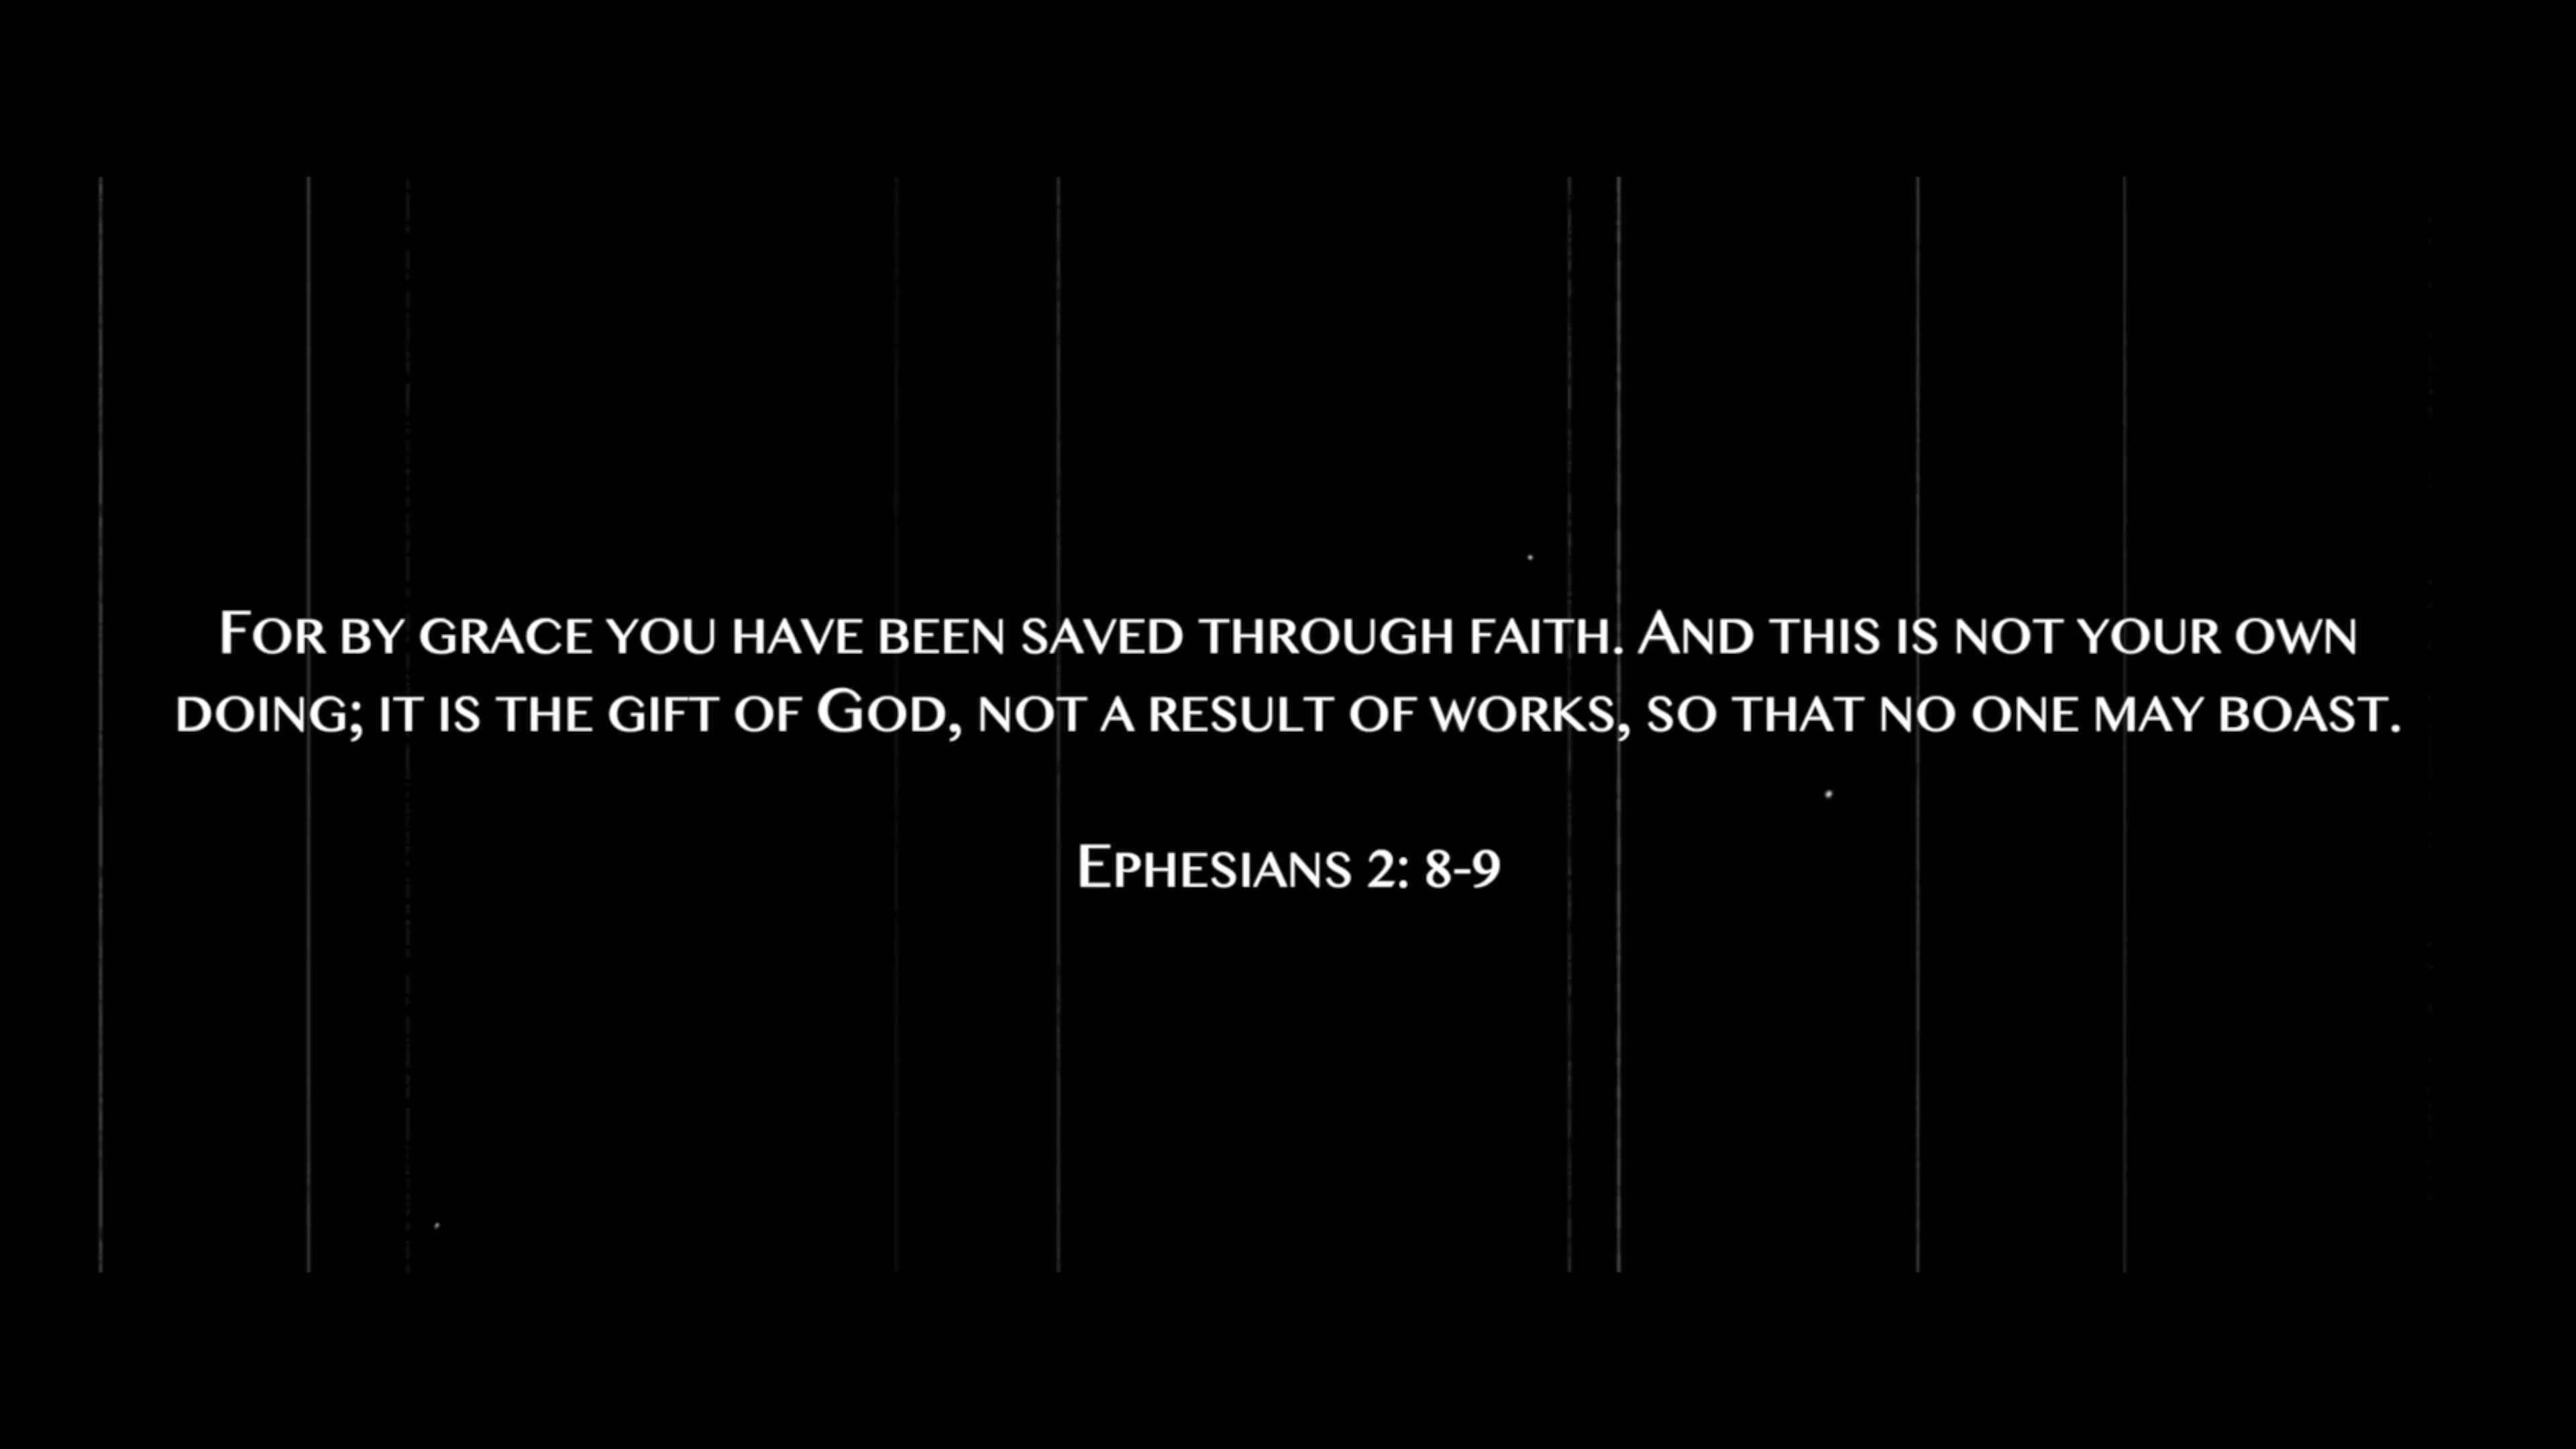 For by grace you have been saved through faith. And this is not your own
doing; it is the gift of God, not a result of works, so that no one may boast.
Ephesians 2: 8-9